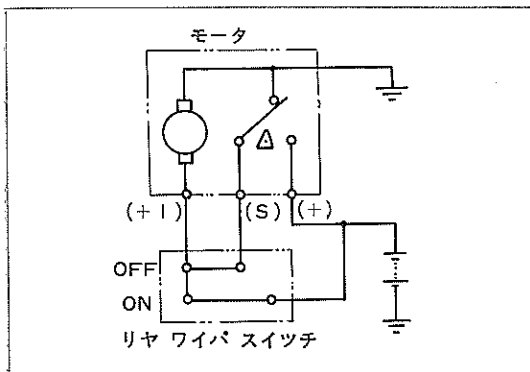 モータ
(+1) (S) (+)
OFF
ON
リヤ ワイパ スイッチ